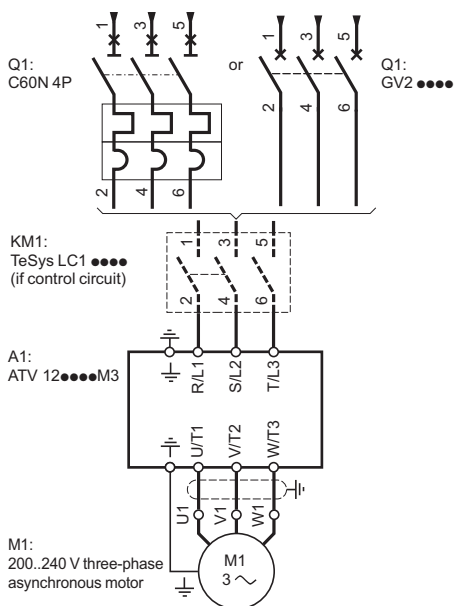 1 3 5
Q1:
C60N 4P
2 4 6
or
1 3 5
Q1:
GV2 ●●●●
2 4 6
KM1:
TeSys LC1 ●●●●
(if control circuit)
1 3 5
2 4 6
A1:
ATV 12●●●●M3
R/L1 S/L2 T/L3
U/T1 V/T2 W/T3
U1 V1 W1
M1:
200..240 V three-phase
asynchronous motor
M1
3